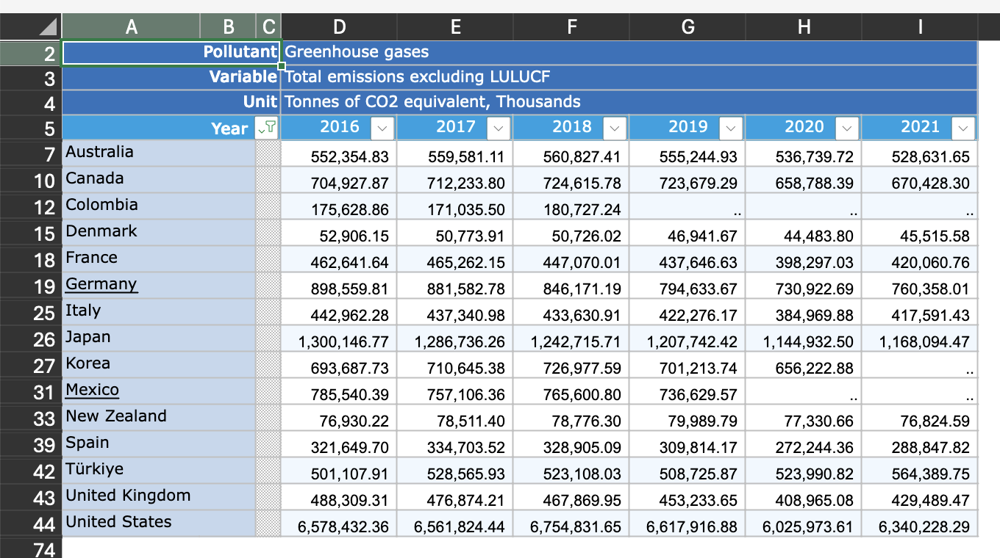 A B C D E F G H I
2 Pollutant Greenhouse gases
3 Variable Total emissions excluding LULUCF
4 Unit Tonnes of CO2 equivalent, Thousands
5 Year 2016 2017 2018 2019 2020 2021
7 Australia 552,354.83 559,581.11 560,827.41 555,244.93 536,739.72 528,631.65
10 Canada 704,927.87 712,233.80 724,615.78 723,679.29 658,788.39 670,428.30
12 Colombia 175,628.86 171,035.50 180,727.24 .. .. ..
15 Denmark 52,906.15 50,773.91 50,726.02 46,941.67 44,483.80 45,515.58
18 France 462,641.64 465,262.15 447,070.01 437,646.63 398,297.03 420,060.76
19 Germany 898,559.81 881,582.78 846,171.19 794,633.67 730,922.69 760,358.01
25 Italy 442,962.28 437,340.98 433,630.91 422,276.17 384,969.88 417,591.43
26 Japan 1,300,146.77 1,286,736.26 1,242,715.71 1,207,742.42 1,144,932.50 1,168,094.47
27 Korea 693,687.73 710,645.38 726,977.59 701,213.74 656,222.88 ..
31 Mexico 785,540.39 757,106.36 765,600.80 736,629.57 .. ..
33 New Zealand 76,930.22 78,511.40 78,776.30 79,989.79 77,330.66 76,824.59
39 Spain 321,649.70 334,703.52 328,905.09 309,814.17 272,244.36 288,847.82
42 Türkiye 501,107.91 528,565.93 523,108.03 508,725.87 523,990.82 564,389.75
43 United Kingdom 488,309.31 476,874.21 467,869.95 453,233.65 408,965.08 429,489.47
44 United States 6,578,432.36 6,561,824.44 6,754,831.65 6,617,916.88 6,025,973.61 6,340,228.29
74